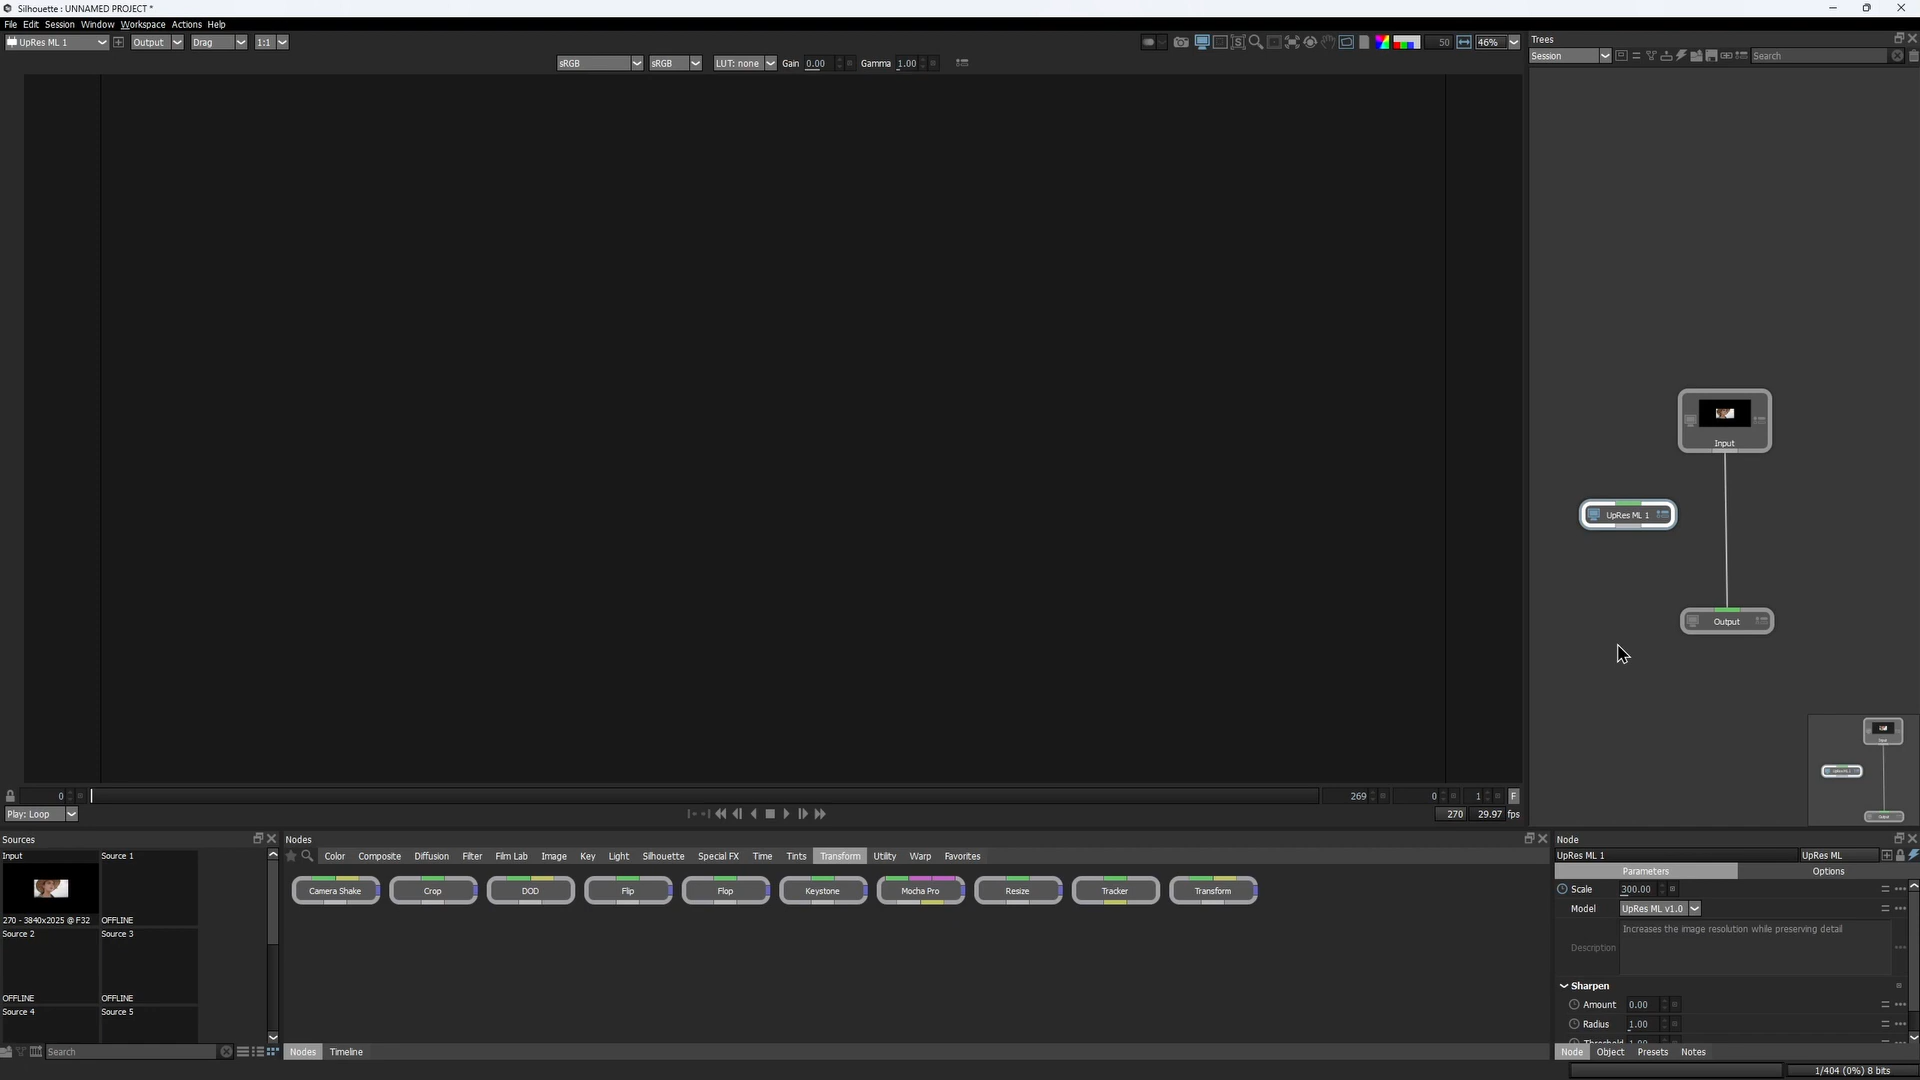 Silhouette : UNNAMED PROJECT *
File Edit Session Window Workspace Actions Help
UpRes ML 1 Output Drag 1:1 50 46%
sRGB sRGB LUT: none Gain 0.00 Gamma 1.00
Trees
Session Search
Input
UpRes ML 1
Output
0 269 0 1 F
Play: Loop 270 29.97 fps
Sources
Input Source 1
270 - 3840x2025 @ F32 OFFLINE
Source 2 Source 3
OFFLINE OFFLINE
Source 4 Source 5
Search
Nodes
Color Composite Diffusion Filter Film Lab Image Key Light Silhouette Special FX Time Tints Transform Utility Warp Favorites
Camera Shake Crop DOD Flip Flop Keystone Mocha Pro Resize Tracker Transform
Nodes Timeline
Node
UpRes ML 1 UpRes ML
Parameters Options
Scale 300.00
Model UpRes ML v1.0
Increases the image resolution while preserving detail
Description
Sharpen
Amount 0.00
Radius 1.00
Node Object Presets Notes
1/404 (0%) 8 bits